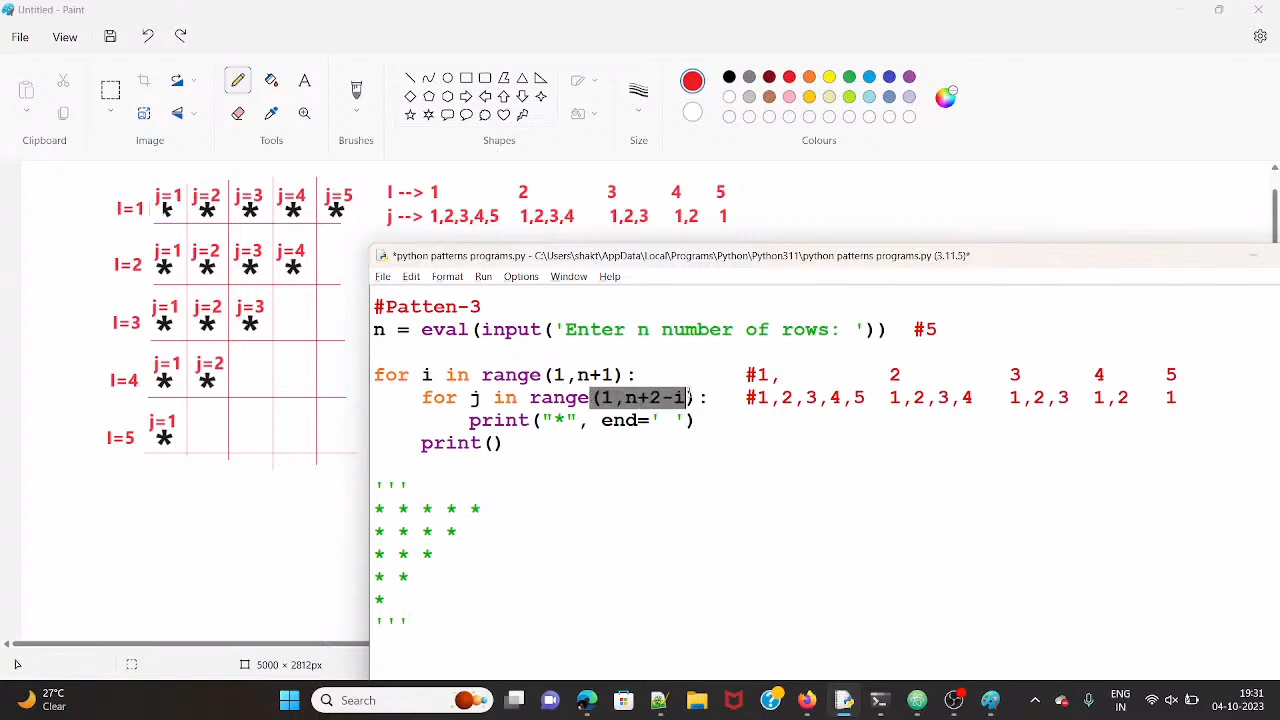 Untitled - Paint
File View
Clipboard Image Tools Brushes Shapes Size Colours
j=1 j=2 j=3 j=4 j=5
I=1 * * * * *
j=1 j=2 j=3 j=4
I=2 * * * *
j=1 j=2 j=3
I=3 * * *
j=1 j=2
I=4 * *
j=1
I=5 *
I --> 1 2 3 4 5
j --> 1,2,3,4,5 1,2,3,4 1,2,3 1,2 1
*python patterns programs.py - C:\Users\shakt\AppData\Local\Programs\Python\Python311\python patterns programs.py (3.11.5)*
File Edit Format Run Options Window Help
#Patten-3
n = eval(input('Enter n number of rows: ')) #5
for i in range(1,n+1): #1, 2 3 4 5
for j in range(1,n+2-i): #1,2,3,4,5 1,2,3,4 1,2,3 1,2 1
print("*", end=' ')
print()
'''
* * * * *
* * * *
* * *
* *
*
'''
5000 × 2812px
27°C
Clear
Search
ENG
IN
19:31
04-10-2023